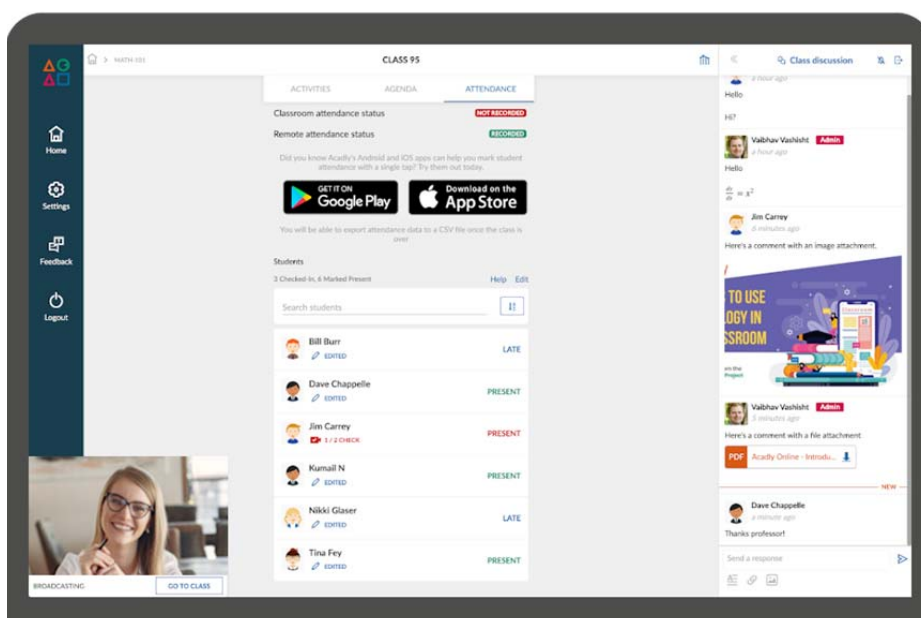 MATH 101
CLASS 95
ACTIVITIES
AGENDA
ATTENDANCE
Classroom attendance status
NOT RECORDED
Remote attendance status
RECORDED
Did you know Acadly's Android and iOS apps can help you mark student
attendance with a single tap? Try them out today.
GET IT ON
Google Play
Download on the
App Store
You will be able to export attendance data to a CSV file once the class is
over
Students
3 Checked-in, 6 Marked Present
Help
Edit
Search students
Bill Burr
EDITED
LATE
Dave Chappelle
EDITED
PRESENT
Jim Carrey
1 / 2 CHECK
PRESENT
Kumail N
EDITED
PRESENT
Nikki Glaser
EDITED
LATE
Tina Fey
EDITED
PRESENT
Home
Settings
Feedback
Logout
BROADCASTING
GO TO CLASS
Class discussion
a hour ago
Hello
Hi?
Vaibhav Vashisht Admin
a hour ago
Hello
dy/dx = x²
Jim Carrey
6 minutes ago
Here's a comment with an image attachment.
TO USE
OGY IN
SSROOM
Project
Vaibhav Vashisht Admin
3 minutes ago
Here's a comment with a file attachment
PDF Acadly Online - Introdu...
NEW
Dave Chappelle
a minute ago
Thanks professor!
Send a response